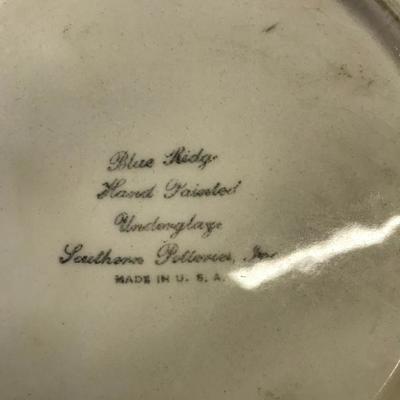 Blue Ridge
Hand Painted
Underglaze
Southern Potteries, Inc.
MADE IN U. S. A.